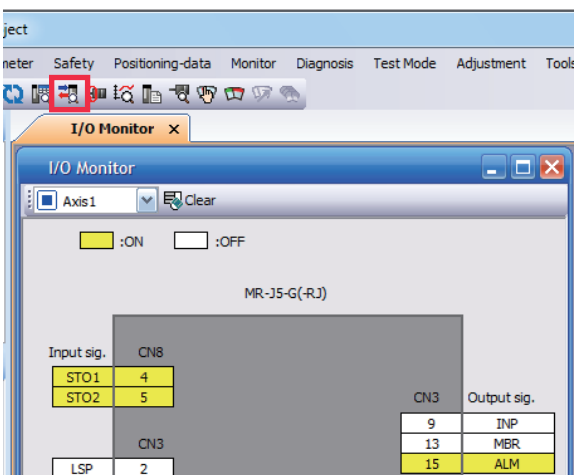 ject
meter Safety Positioning-data Monitor Diagnosis Test Mode Adjustment Tools
I/O Monitor X
I/O Monitor
Axis1 Clear
:ON :OFF
MR-J5-G(-RJ)
Input sig. CN8
STO1 4
STO2 5
CN3 Output sig.
9 INP
CN3 13 MBR
15 ALM
LSP 2